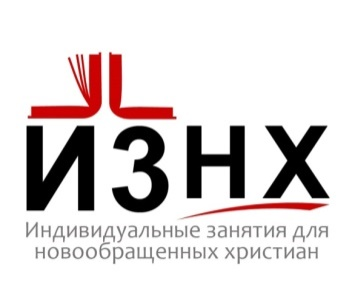 ИЗНХ
Индивидуальные занятия для
новообращенных христиан